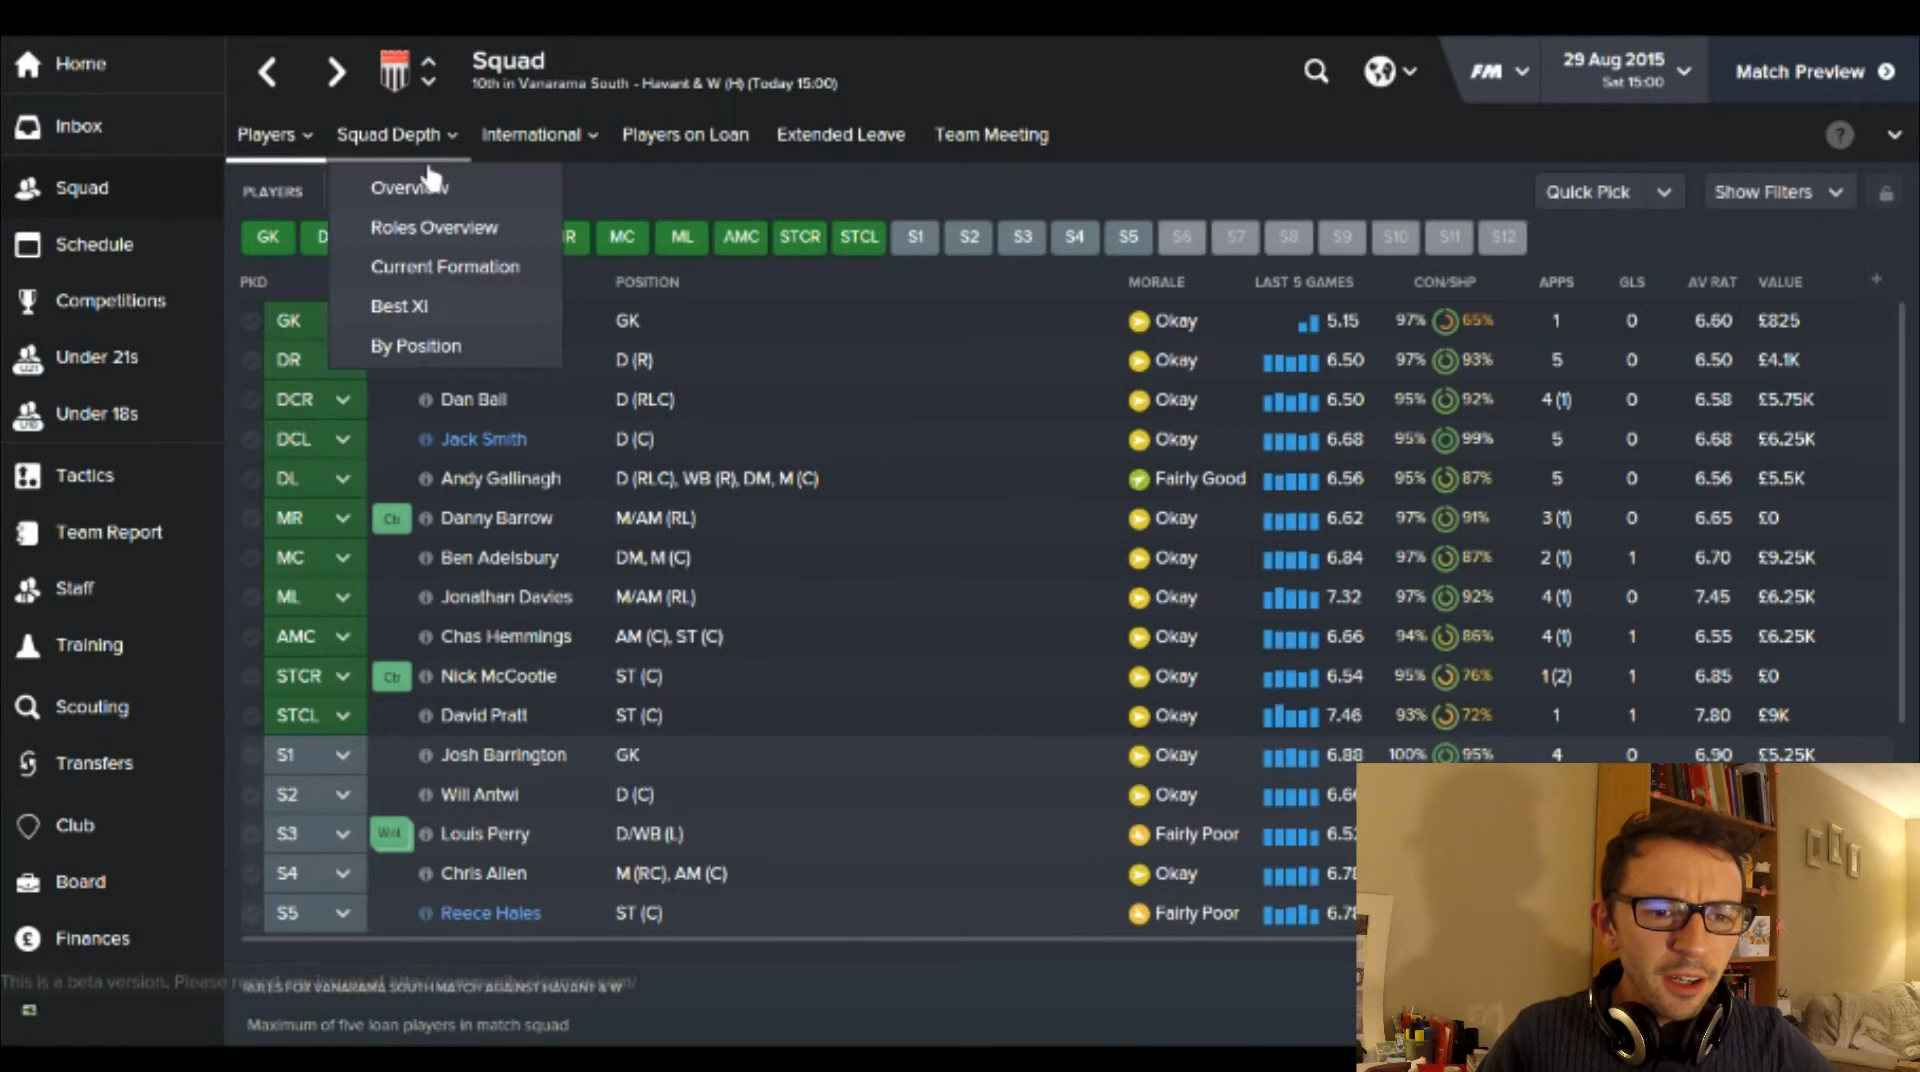 Home
Inbox
Squad
Schedule
Competitions
Under 21s
Under 18s
Tactics
Team Report
Staff
Training
Scouting
Transfers
Club
Board
Finances
Squad
10th in Vanarama South - Havant & W (H) (Today 15:00)
FM
29 Aug 2015
Sat 15:00
Match Preview
Players
Squad Depth
International
Players on Loan
Extended Leave
Team Meeting
?
Overview
Roles Overview
Current Formation
Best XI
By Position
PLAYERS
Quick Pick
Show Filters
GK D R MC ML AMC STCR STCL S1 S2 S3 S4 S5 S6 S7 S8 S9 S10 S11 S12
PKD POSITION MORALE LAST 5 GAMES CON/SHP APPS GLS AV RAT VALUE +
GK GK Okay 5.15 97% 65% 1 0 6.60 £825
DR D (R) Okay 6.50 97% 93% 5 0 6.50 £4.1K
DCR Dan Ball D (RLC) Okay 6.50 95% 92% 4 (1) 0 6.58 £5.75K
DCL Jack Smith D (C) Okay 6.68 95% 99% 5 0 6.68 £6.25K
DL Andy Gallinagh D (RLC), WB (R), DM, M (C) Fairly Good 6.56 95% 87% 5 0 6.56 £5.5K
MR Ctr Danny Barrow M/AM (RL) Okay 6.62 97% 91% 3 (1) 0 6.65 £0
MC Ben Adelsbury DM, M (C) Okay 6.84 97% 87% 2 (1) 1 6.70 £9.25K
ML Jonathan Davies M/AM (RL) Okay 7.32 97% 92% 4 (1) 0 7.45 £6.25K
AMC Chas Hemmings AM (C), ST (C) Okay 6.66 94% 86% 4 (1) 1 6.55 £6.25K
STCR Ctr Nick McCootie ST (C) Okay 6.54 95% 76% 1 (2) 1 6.85 £0
STCL David Pratt ST (C) Okay 7.46 93% 72% 1 1 7.80 £9K
S1 Josh Barrington GK Okay 6.88 100% 95% 4 0 6.90 £5.25K
S2 Will Antwi D (C) Okay
S3 Wnt Louis Perry D/WB (L) Fairly Poor
S4 Chris Allen M (RC), AM (C) Okay
S5 Reece Hales ST (C) Fairly Poor
This is a beta version. Please
RULES FOR VANARAMA SOUTH MATCH AGAINST HAVANT & W
Maximum of five loan players in match squad